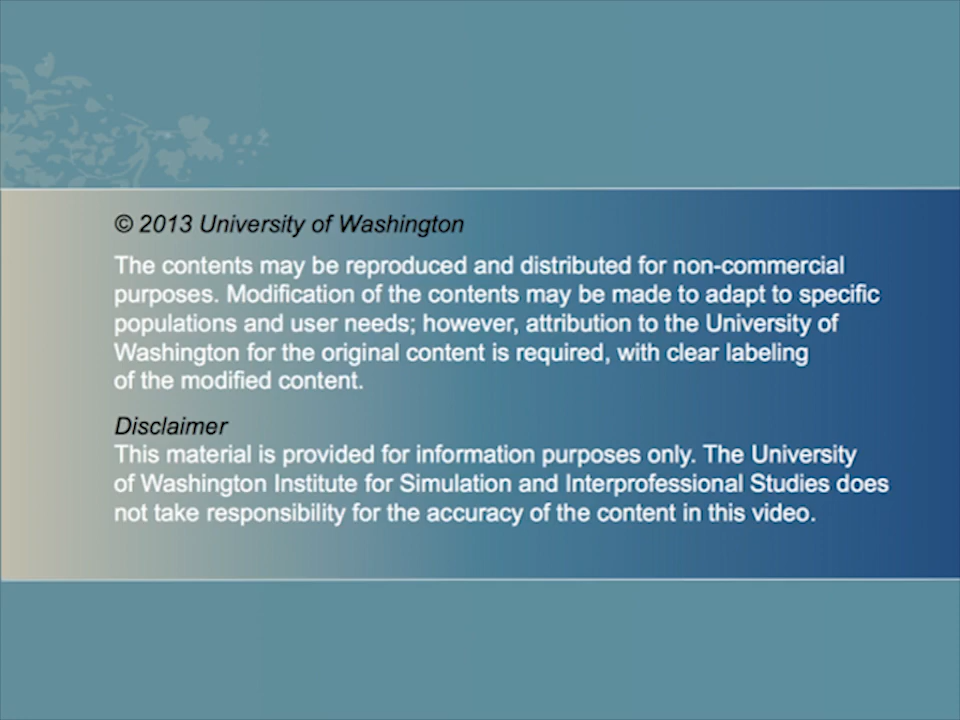 © 2013 University of Washington
The contents may be reproduced and distributed for non-commercial
purposes. Modification of the contents may be made to adapt to specific
populations and user needs; however, attribution to the University of
Washington for the original content is required, with clear labeling
of the modified content.
Disclaimer
This material is provided for information purposes only. The University
of Washington Institute for Simulation and Interprofessional Studies does
not take responsibility for the accuracy of the content in this video.